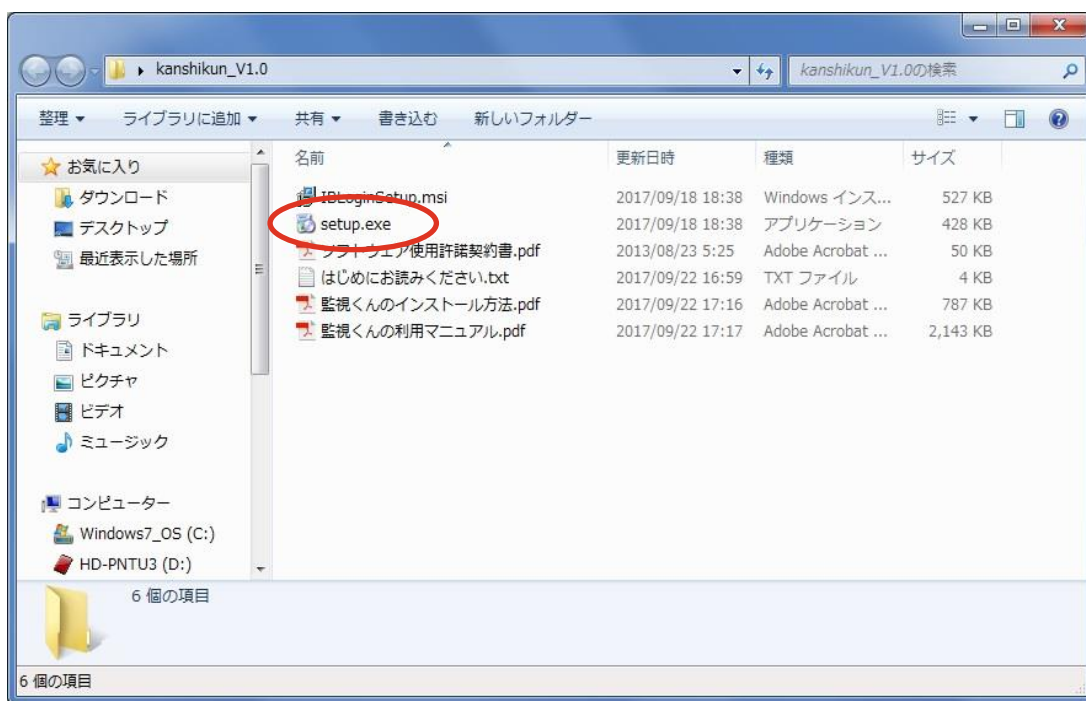 kanshikun_V1.0
kanshikun_V1.0の検索
整理 ライブラリに追加 共有 書き込む 新しいフォルダー
お気に入り
ダウンロード
デスクトップ
最近表示した場所
ライブラリ
ドキュメント
ピクチャ
ビデオ
ミュージック
コンピューター
Windows7_OS (C:)
HD-PNTU3 (D:)
名前 更新日時 種類 サイズ
IBLoginSetup.msi 2017/09/18 18:38 Windows インス... 527 KB
setup.exe 2017/09/18 18:38 アプリケーション 428 KB
ソフトウェア使用許諾契約書.pdf 2013/08/23 5:25 Adobe Acrobat ... 50 KB
はじめにお読みください.txt 2017/09/22 16:59 TXT ファイル 4 KB
監視くんのインストール方法.pdf 2017/09/22 17:16 Adobe Acrobat ... 787 KB
監視くんの利用マニュアル.pdf 2017/09/22 17:17 Adobe Acrobat ... 2,143 KB
6 個の項目
6 個の項目